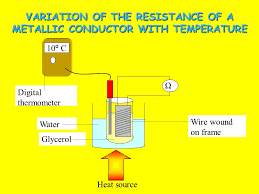 VARIATION OF THE RESISTANCE OF A
METALLIC CONDUCTOR WITH TEMPERATURE
10° C
Ω
Digital
thermometer
Water
Glycerol
Wire wound
on frame
Heat source